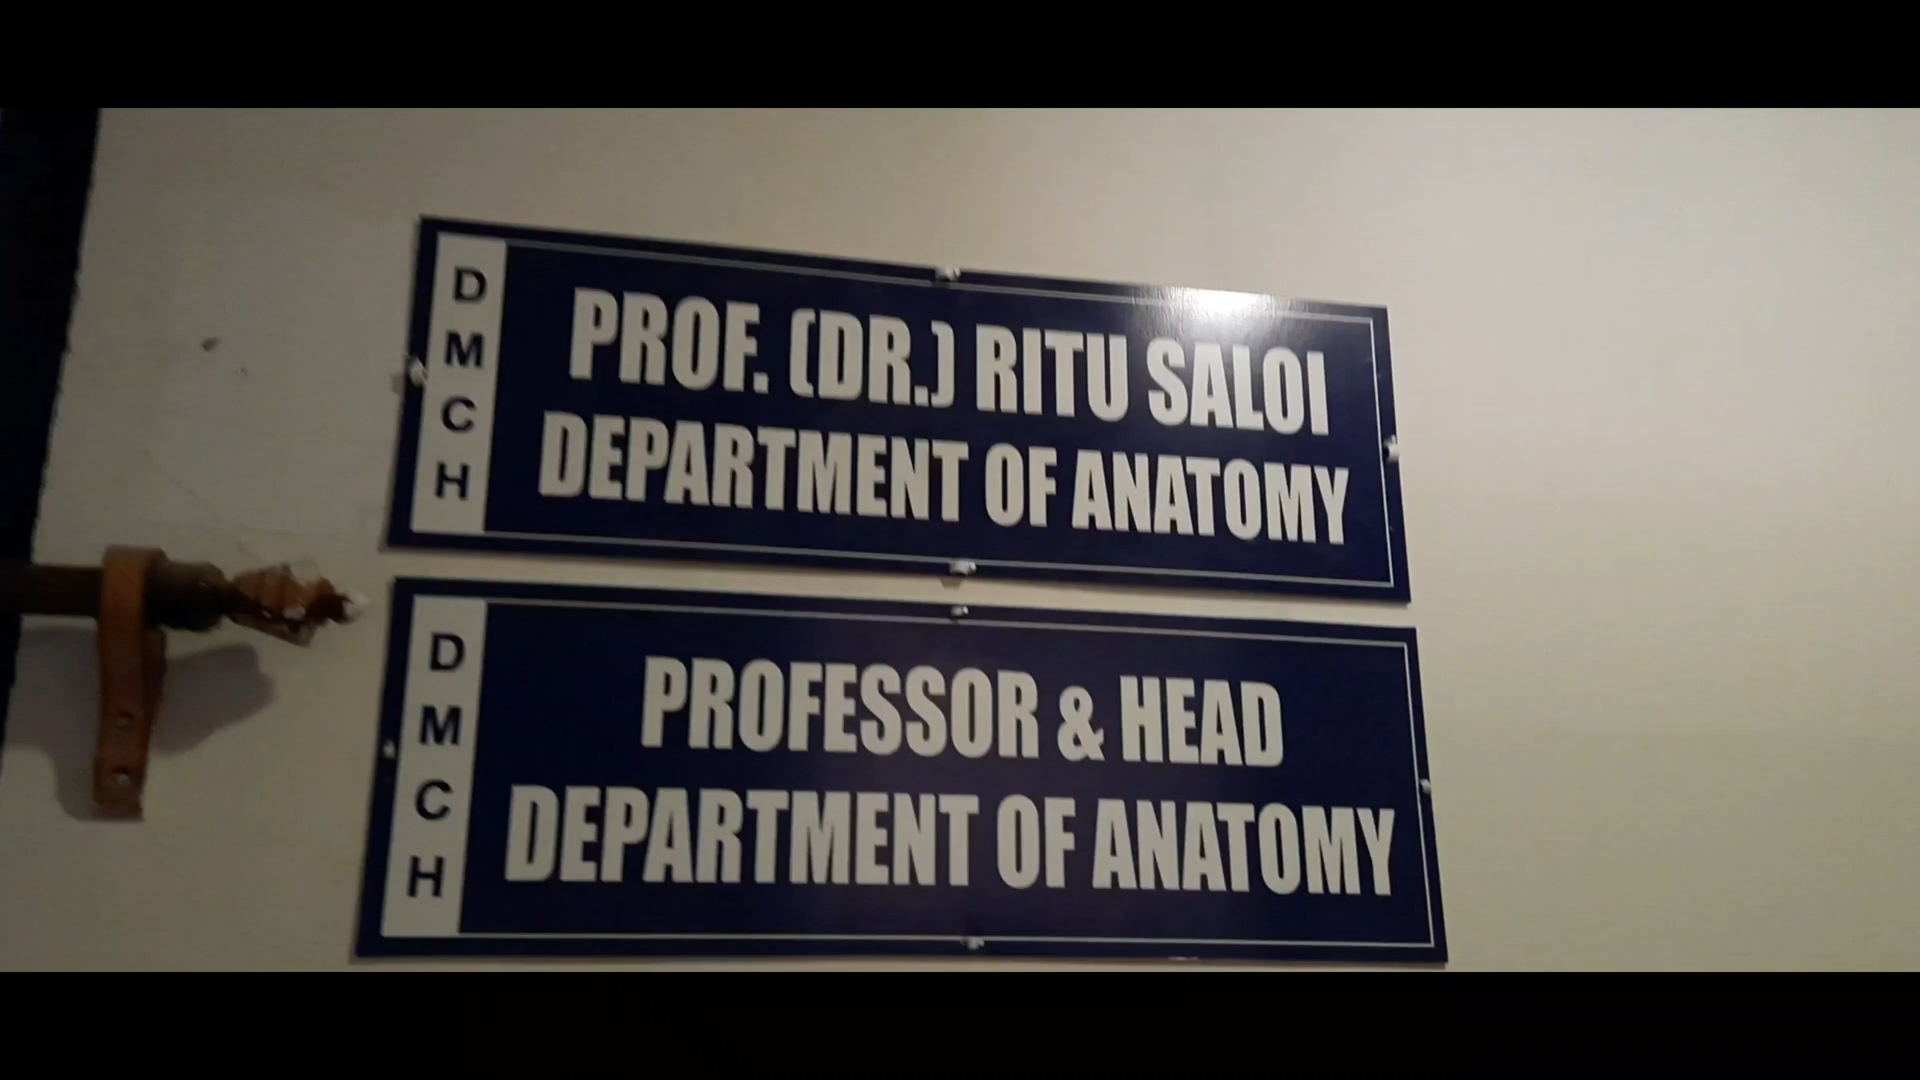 DMCH
PROF. (DR.) RITU SALOI
DEPARTMENT OF ANATOMY
DMCH
PROFESSOR & HEAD
DEPARTMENT OF ANATOMY